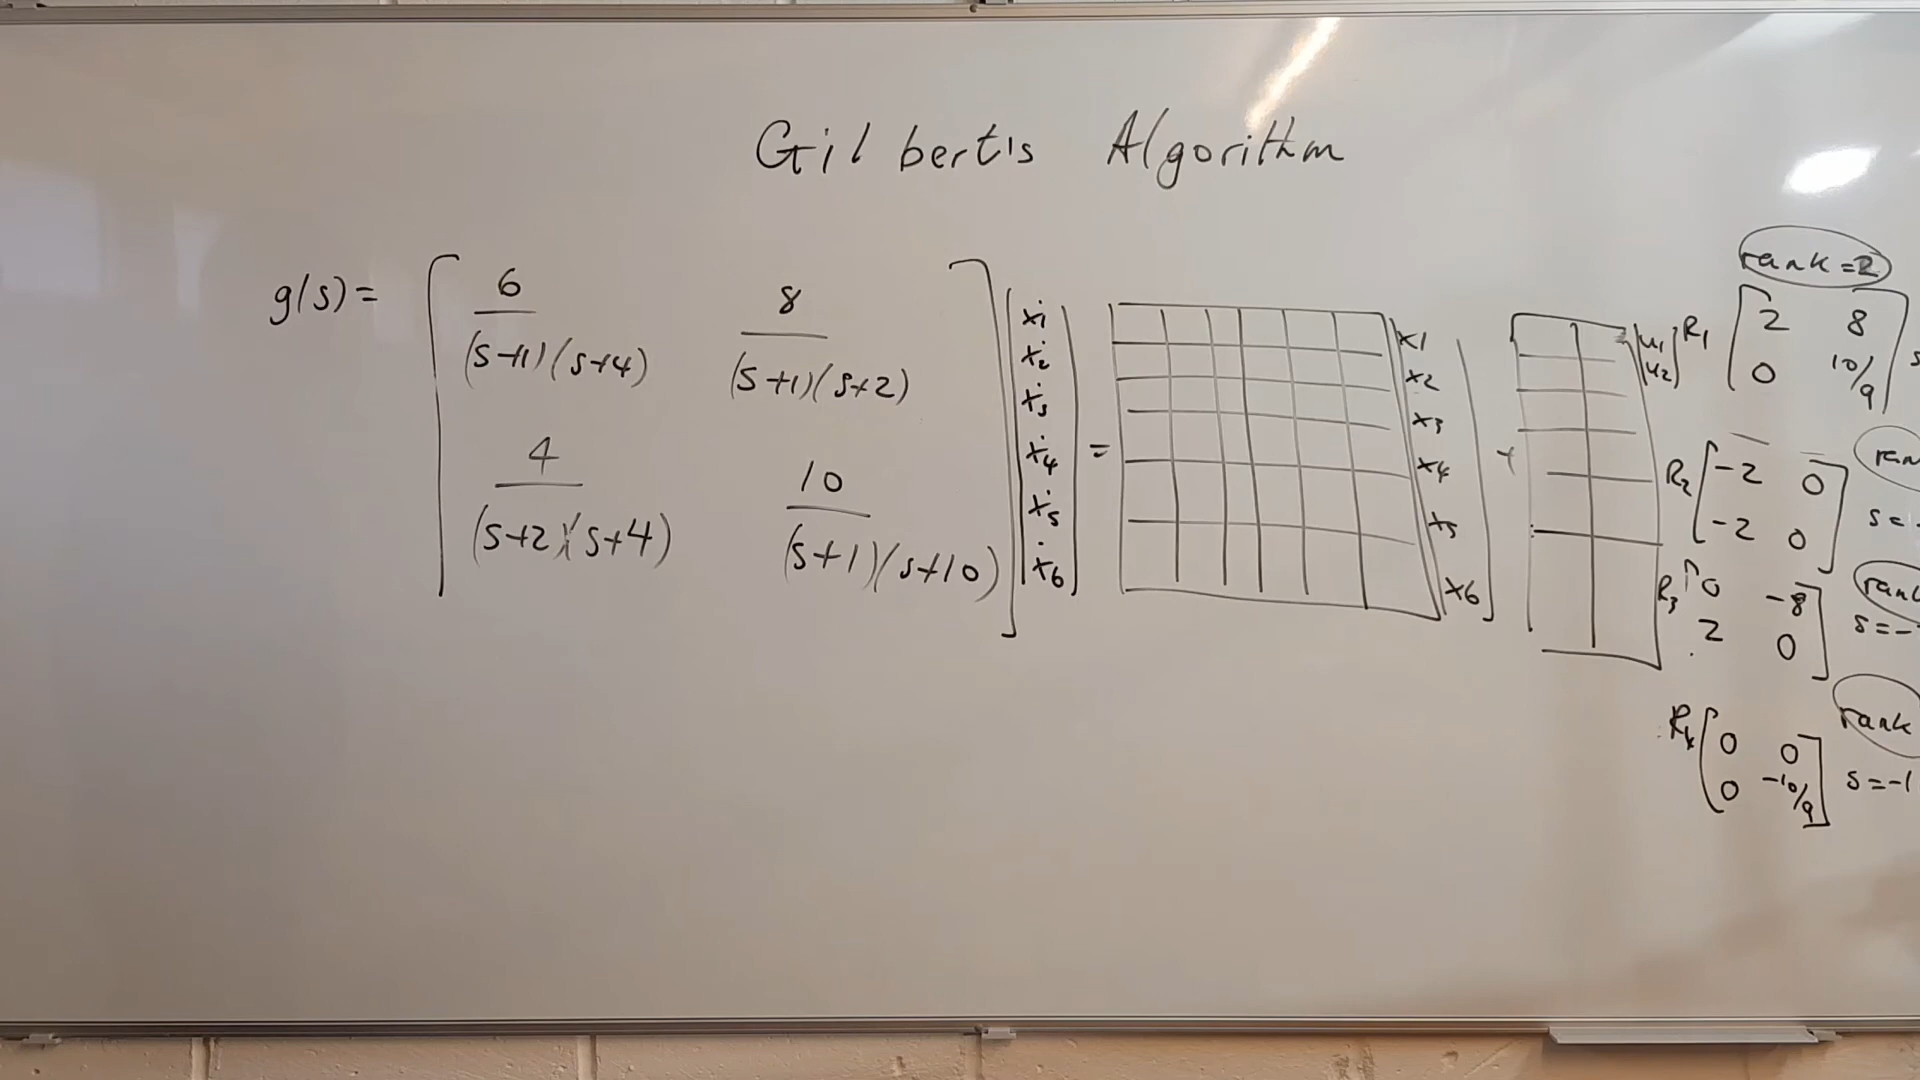 Gilbert's Algorithm
g(s) = [ 6/((s+1)(s+4)) 8/((s+1)(s+2))
4/((s+2)(s+4)) 10/((s+1)(s+10)) ]
[ẋ1
ẋ2
ẋ3
ẋ4
ẋ5
ẋ6]
=
[x1
x2
x3
x4
x5
x6]
+
[u1
u2]
rank = 2
R1 [ 2 8
0 10/9 ] s
R2 [ -2 0
-2 0 ] s = -
R3 [ 0 -8
2 0 ]
rank
s = -
R4 [ 0 0
0 -10/9 ]
rank
s = -1